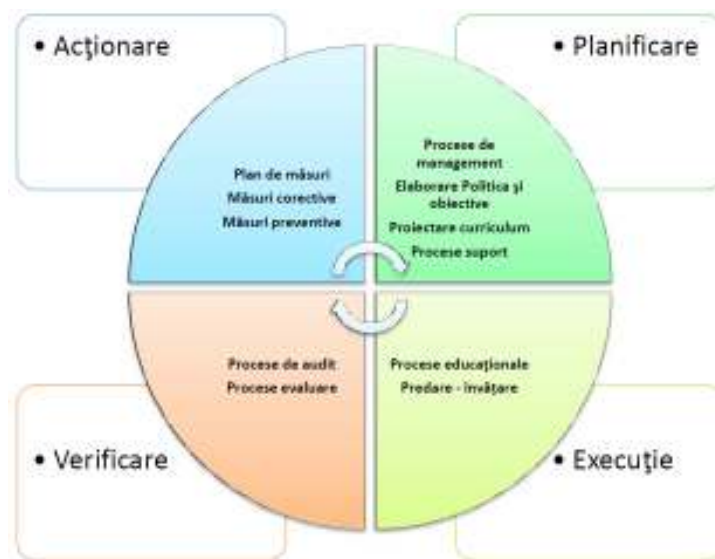 • Acţionare
• Planificare
Plan de măsuri
Măsuri corective
Măsuri preventive
Procese de
management
Elaborare Politica şi
obiective
Proiectare curriculum
Procese suport
Procese de audit
Procese evaluare
Procese educaţionale
Predare - învăţare
• Verificare
• Execuţie